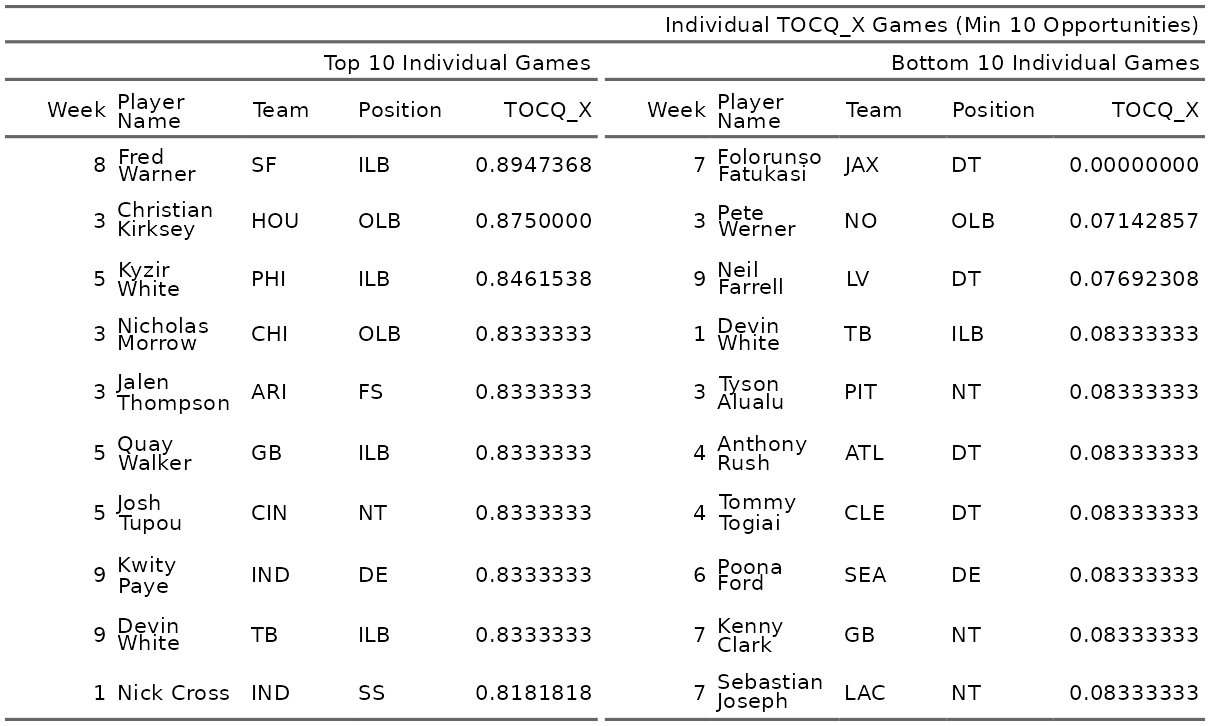 Individual TOCQ_X Games (Min 10 Opportunities)
Top 10 Individual Games
Week Player Name Team Position TOCQ_X
8 Fred Warner SF ILB 0.8947368
3 Christian Kirksey HOU OLB 0.8750000
5 Kyzir White PHI ILB 0.8461538
3 Nicholas Morrow CHI OLB 0.8333333
3 Jalen Thompson ARI FS 0.8333333
5 Quay Walker GB ILB 0.8333333
5 Josh Tupou CIN NT 0.8333333
9 Kwity Paye IND DE 0.8333333
9 Devin White TB ILB 0.8333333
1 Nick Cross IND SS 0.8181818
Bottom 10 Individual Games
Week Player Name Team Position TOCQ_X
7 Folorunso Fatukasi JAX DT 0.00000000
3 Pete Werner NO OLB 0.07142857
9 Neil Farrell LV DT 0.07692308
1 Devin White TB ILB 0.08333333
3 Tyson Alualu PIT NT 0.08333333
4 Anthony Rush ATL DT 0.08333333
4 Tommy Togiai CLE DT 0.08333333
6 Poona Ford SEA DE 0.08333333
7 Kenny Clark GB NT 0.08333333
7 Sebastian Joseph LAC NT 0.08333333